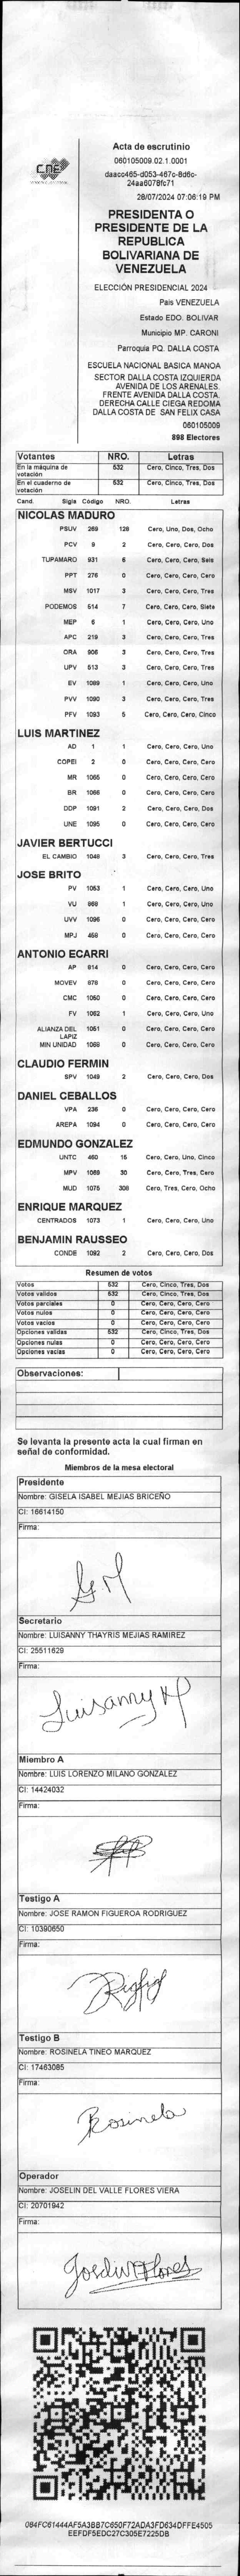 CNE
Acta de escrutinio
060105009.02.1.0001
daacc465-d053-467c-8d6c-
24aa6078fc71
28/07/2024 07:06:19 PM
PRESIDENTA O
PRESIDENTE DE LA
REPUBLICA
BOLIVARIANA DE
VENEZUELA
ELECCIÓN PRESIDENCIAL 2024
País VENEZUELA
Estado EDO. BOLIVAR
Municipio MP. CARONI
Parroquia PQ. DALLA COSTA
ESCUELA NACIONAL BASICA MANOA
SECTOR DALLA COSTA IZQUIERDA
AVENIDA DE LOS ARENALES.
FRENTE AVENIDA DALLA COSTA.
DERECHA CALLE CIEGA REDOMA
DALLA COSTA DE SAN FELIX CASA
060105009
898 Electores
Votantes NRO. Letras
En la máquina de votación 532 Cero, Cinco, Tres, Dos
En el cuaderno de votación 532 Cero, Cinco, Tres, Dos
Cand. Sigla Código NRO. Letras
NICOLAS MADURO
PSUV 269 128 Cero, Uno, Dos, Ocho
PCV 9 2 Cero, Cero, Cero, Dos
TUPAMARO 931 6 Cero, Cero, Cero, Seis
PPT 276 0 Cero, Cero, Cero, Cero
MSV 1017 3 Cero, Cero, Cero, Tres
PODEMOS 514 7 Cero, Cero, Cero, Siete
MEP 6 1 Cero, Cero, Cero, Uno
APC 219 3 Cero, Cero, Cero, Tres
ORA 906 3 Cero, Cero, Cero, Tres
UPV 513 3 Cero, Cero, Cero, Tres
EV 1089 1 Cero, Cero, Cero, Uno
PVV 1090 3 Cero, Cero, Cero, Tres
PFV 1093 5 Cero, Cero, Cero, Cinco
LUIS MARTINEZ
AD 1 1 Cero, Cero, Cero, Uno
COPEI 2 0 Cero, Cero, Cero, Cero
MR 1065 0 Cero, Cero, Cero, Cero
BR 1066 0 Cero, Cero, Cero, Cero
DDP 1091 2 Cero, Cero, Cero, Dos
UNE 1095 0 Cero, Cero, Cero, Cero
JAVIER BERTUCCI
EL CAMBIO 1048 3 Cero, Cero, Cero, Tres
JOSE BRITO
PV 1053 1 Cero, Cero, Cero, Uno
VU 868 1 Cero, Cero, Cero, Uno
UVV 1096 0 Cero, Cero, Cero, Cero
MPJ 458 0 Cero, Cero, Cero, Cero
ANTONIO ECARRI
AP 814 0 Cero, Cero, Cero, Cero
MOVEV 878 0 Cero, Cero, Cero, Cero
CMC 1050 0 Cero, Cero, Cero, Cero
FV 1052 1 Cero, Cero, Cero, Uno
ALIANZA DEL LAPIZ 1051 0 Cero, Cero, Cero, Cero
MIN UNIDAD 1068 0 Cero, Cero, Cero, Cero
CLAUDIO FERMIN
SPV 1049 2 Cero, Cero, Cero, Dos
DANIEL CEBALLOS
VPA 236 0 Cero, Cero, Cero, Cero
AREPA 1094 0 Cero, Cero, Cero, Cero
EDMUNDO GONZALEZ
UNTC 460 15 Cero, Cero, Uno, Cinco
MPV 1069 30 Cero, Cero, Tres, Cero
MUD 1075 308 Cero, Tres, Cero, Ocho
ENRIQUE MARQUEZ
CENTRADOS 1073 1 Cero, Cero, Cero, Uno
BENJAMIN RAUSSEO
CONDE 1092 2 Cero, Cero, Cero, Dos
Resumen de votos
Votos 532 Cero, Cinco, Tres, Dos
Votos validos 532 Cero, Cinco, Tres, Dos
Votos parciales 0 Cero, Cero, Cero, Cero
Votos nulos 0 Cero, Cero, Cero, Cero
Votos vacios 0 Cero, Cero, Cero, Cero
Opciones validas 532 Cero, Cinco, Tres, Dos
Opciones nulas 0 Cero, Cero, Cero, Cero
Opciones vacías 0 Cero, Cero, Cero, Cero
Observaciones:
Se levanta la presente acta la cual firman en
señal de conformidad.
Miembros de la mesa electoral
Presidente
Nombre: GISELA ISABEL MEJIAS BRICEÑO
CI: 16614150
Firma:
Secretario
Nombre: LUISANNY THAYRIS MEJIAS RAMIREZ
CI: 25511629
Firma:
Luisanny M
Miembro A
Nombre: LUIS LORENZO MILANO GONZALEZ
CI: 14424032
Firma:
Testigo A
Nombre: JOSE RAMON FIGUEROA RODRIGUEZ
CI: 10390650
Firma:
Testigo B
Nombre: ROSINELA TINEO MARQUEZ
CI: 17463085
Firma:
Rosinela
Operador
Nombre: JOSELIN DEL VALLE FLORES VIERA
CI: 20701942
Firma:
084FC61444AF5A3BB7C650F72ADA3FD634DFFE4505
EEFDF5EDC27C305E7225DB